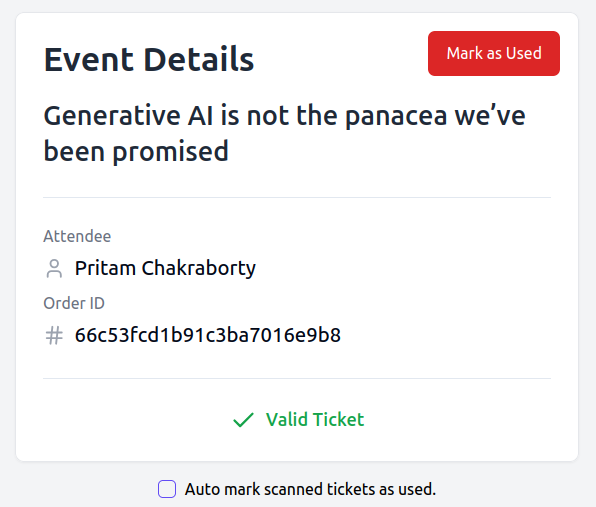 Event Details
Mark as Used
Generative AI is not the panacea we’ve
been promised
Attendee
Pritam Chakraborty
Order ID
# 66c53fcd1b91c3ba7016e9b8
Valid Ticket
Auto mark scanned tickets as used.